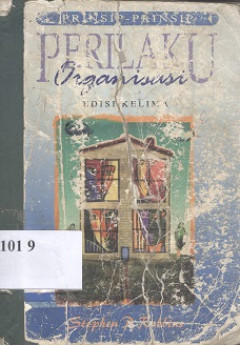 PRINSIP-PRINSIP
PERILAKU
Organisasi
EDISI KELIMA
101 9
Stephen P. Robbins